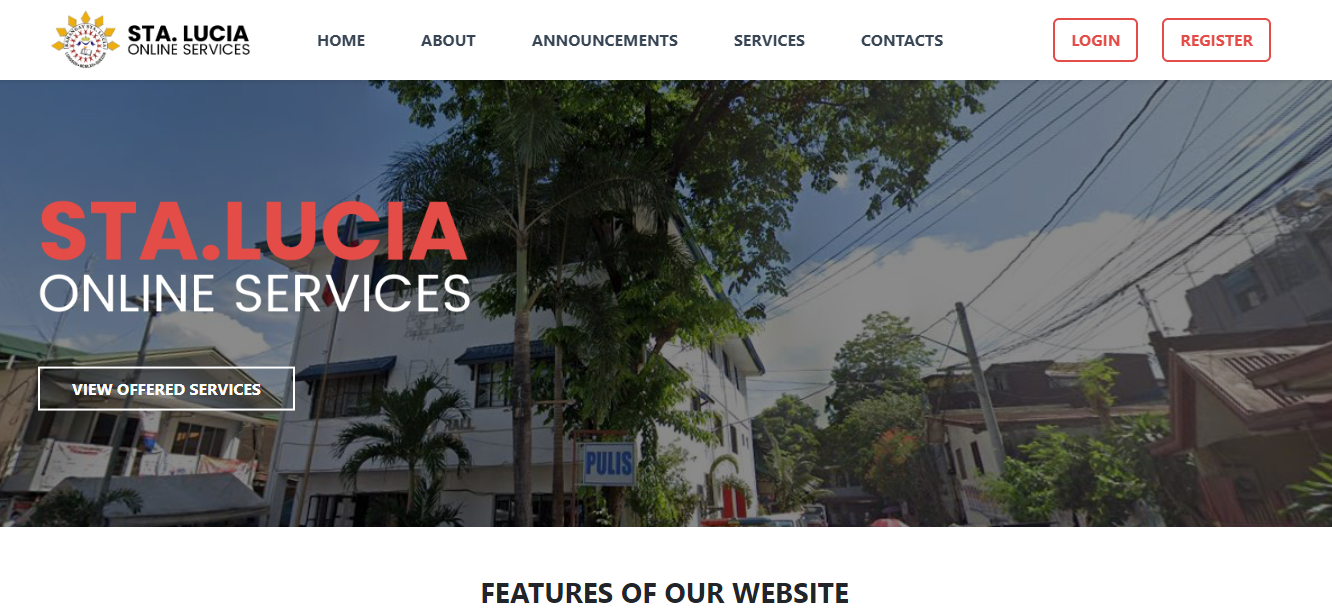 STA. LUCIA
ONLINE SERVICES
HOME
ABOUT
ANNOUNCEMENTS
SERVICES
CONTACTS
LOGIN
REGISTER
STA.LUCIA
ONLINE SERVICES
VIEW OFFERED SERVICES
HALL
PULIS
FEATURES OF OUR WEBSITE